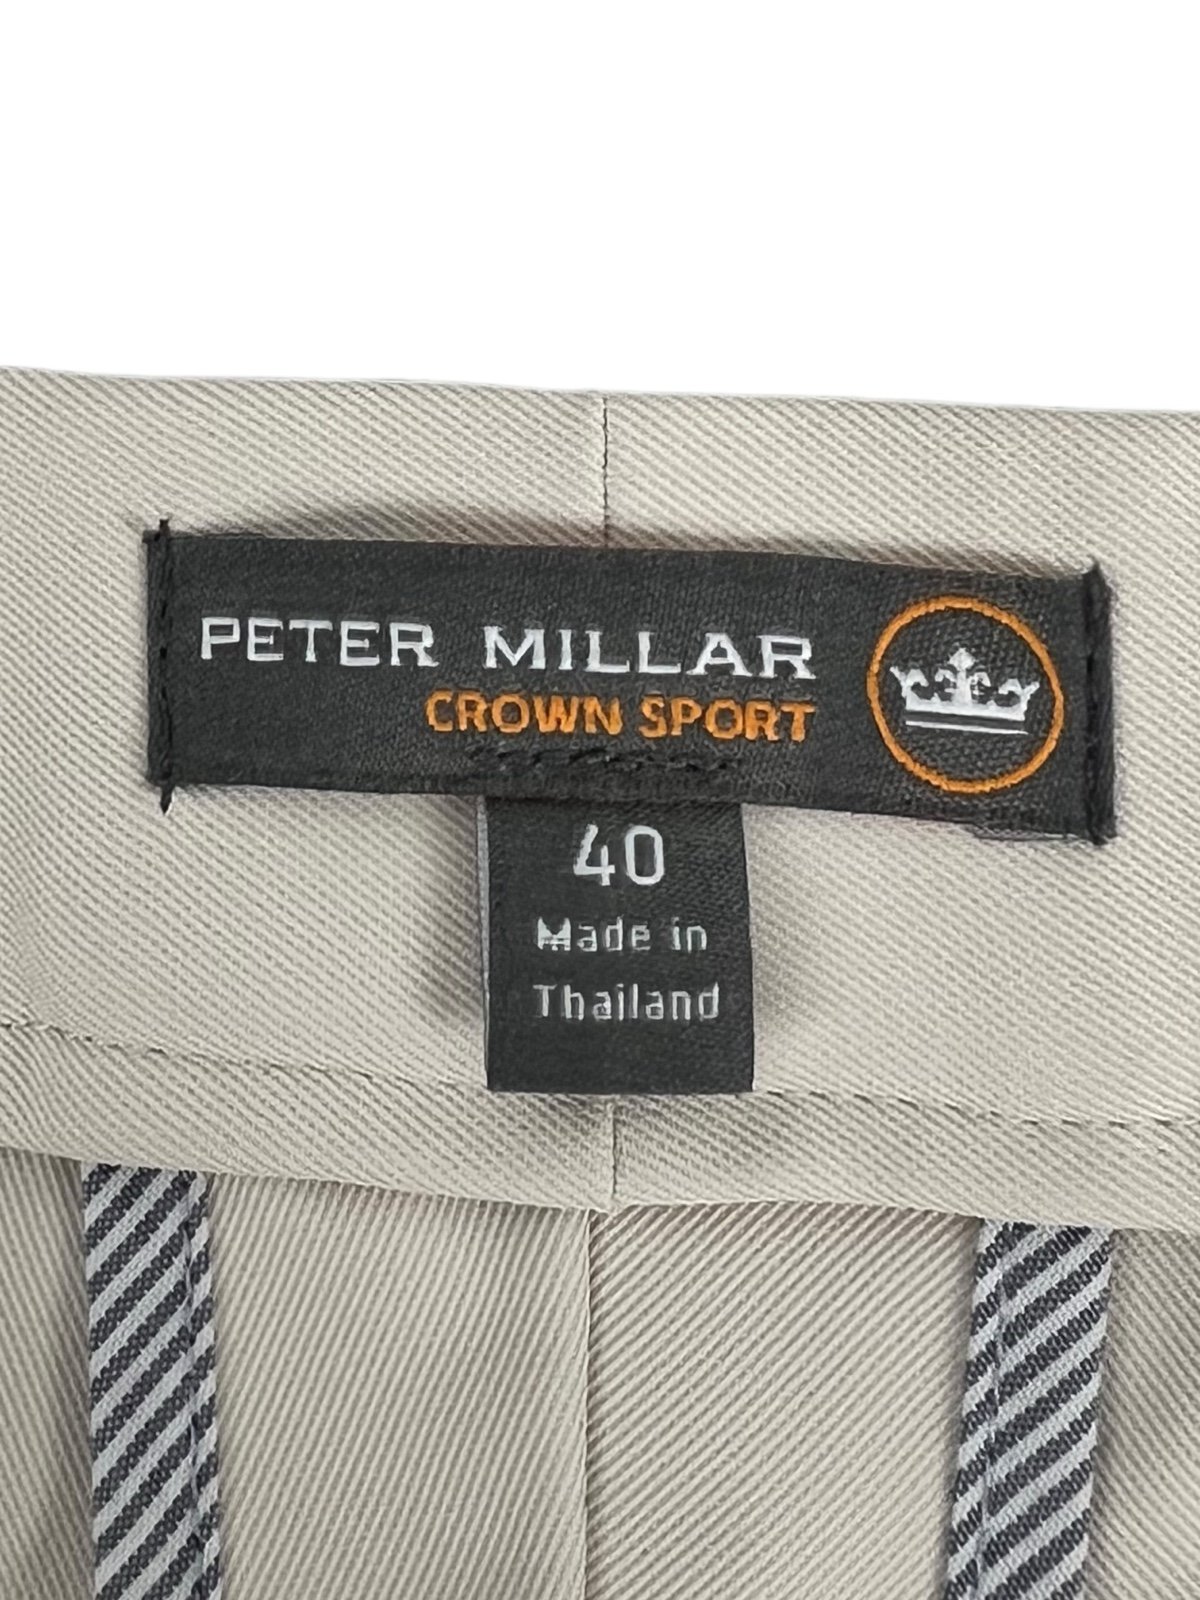 PETER MILLAR
CROWN SPORT
40
Made in
Thailand